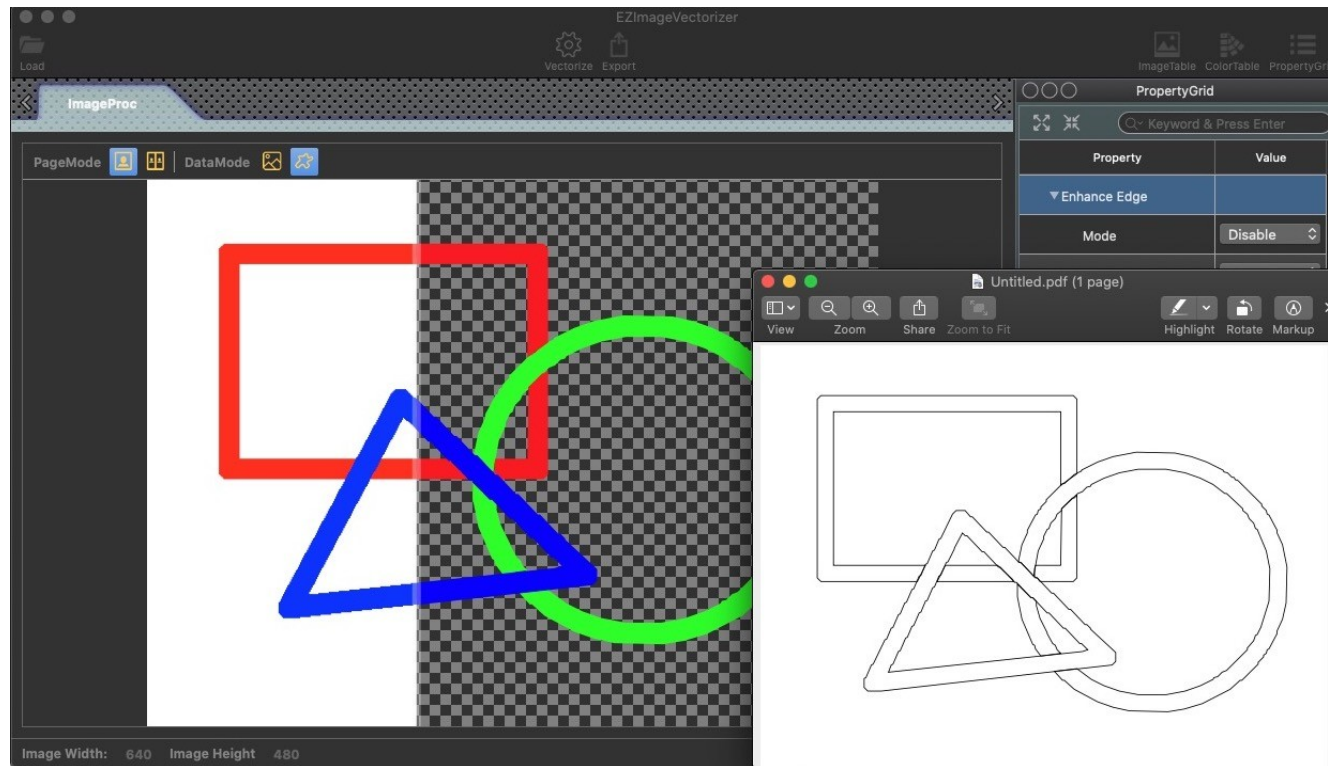 EZImageVectorizer
Load
Vectorize Export
ImageTable ColorTable PropertyGri
ImageProc
PropertyGrid
Keyword & Press Enter
PageMode
DataMode
Property Value
Enhance Edge
Mode Disable
Untitled.pdf (1 page)
View Zoom Share Zoom to Fit Highlight Rotate Markup
Image Width: 640 Image Height 480